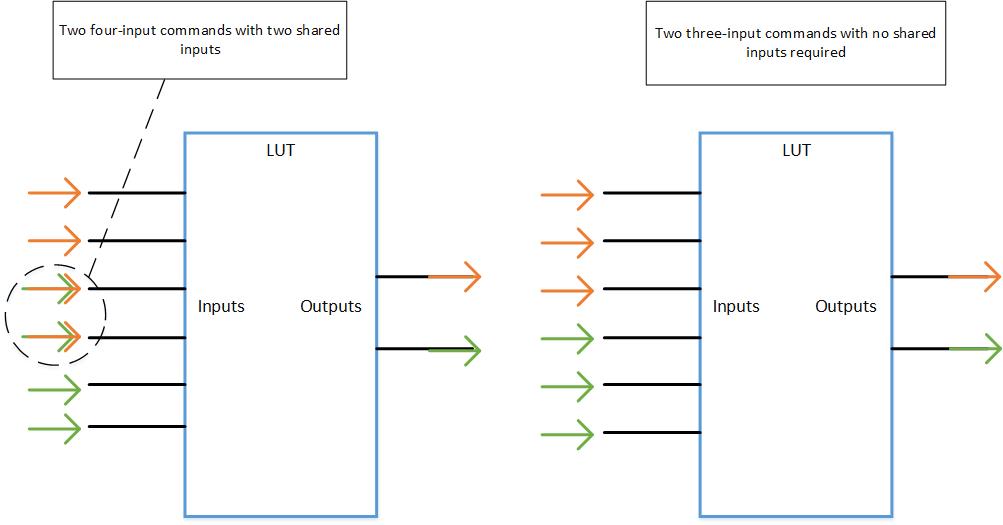 Two four-input commands with two shared
inputs
LUT
Inputs
Outputs
Two three-input commands with no shared
inputs required
LUT
Inputs
Outputs